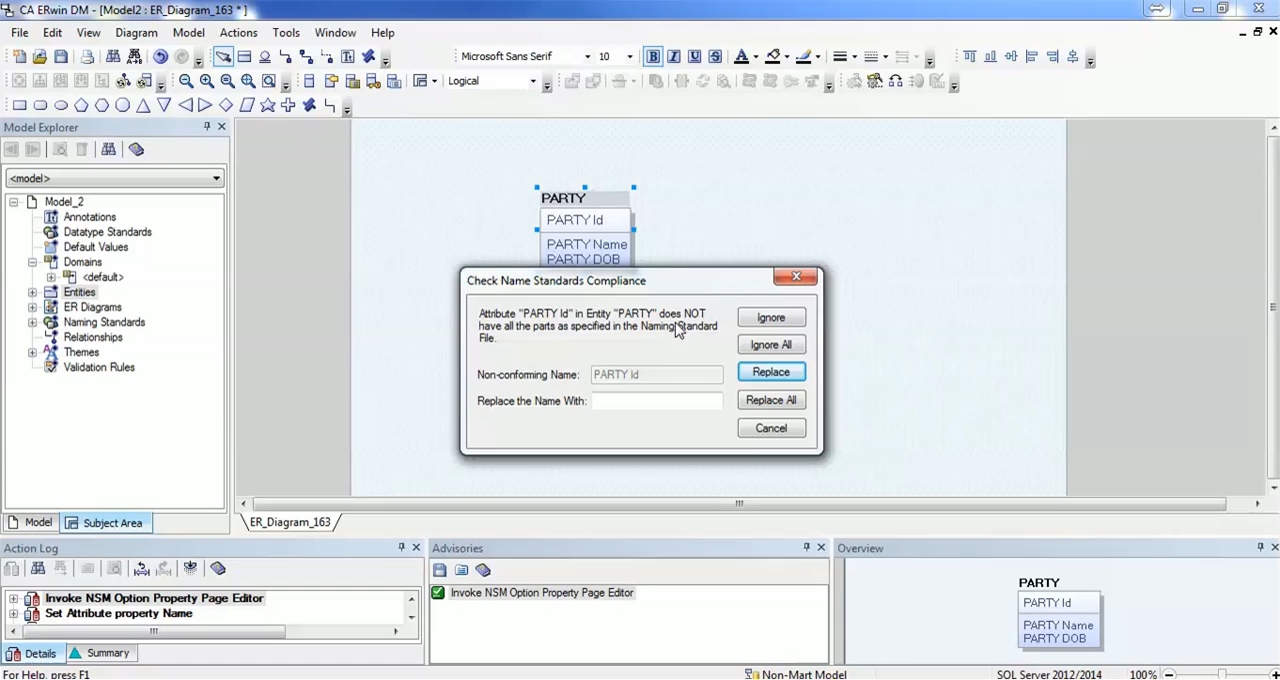 CA ERwin DM - [Model2 : ER_Diagram_163 * ]
File Edit View Diagram Model Actions Tools Window Help
Microsoft Sans Serif 10 B I U S A
Logical
Model Explorer
<model>
Model_2
Annotations
Datatype Standards
Default Values
Domains
<default>
Entities
ER Diagrams
Naming Standards
Relationships
Themes
Validation Rules
Model Subject Area
PARTY
PARTY Id
PARTY Name
PARTY DOB
Check Name Standards Compliance
Attribute "PARTY Id" in Entity "PARTY" does NOT
have all the parts as specified in the Naming Standard
File.
Non-conforming Name: PARTY Id
Replace the Name With:
Ignore
Ignore All
Replace
Replace All
Cancel
ER_Diagram_163
Action Log
Invoke NSM Option Property Page Editor
Set Attribute property Name
Details Summary
Advisories
Invoke NSM Option Property Page Editor
Overview
PARTY
PARTY Id
PARTY Name
PARTY DOB
For Help, press F1
Non-Mart Model
SQL Server 2012/2014
100%